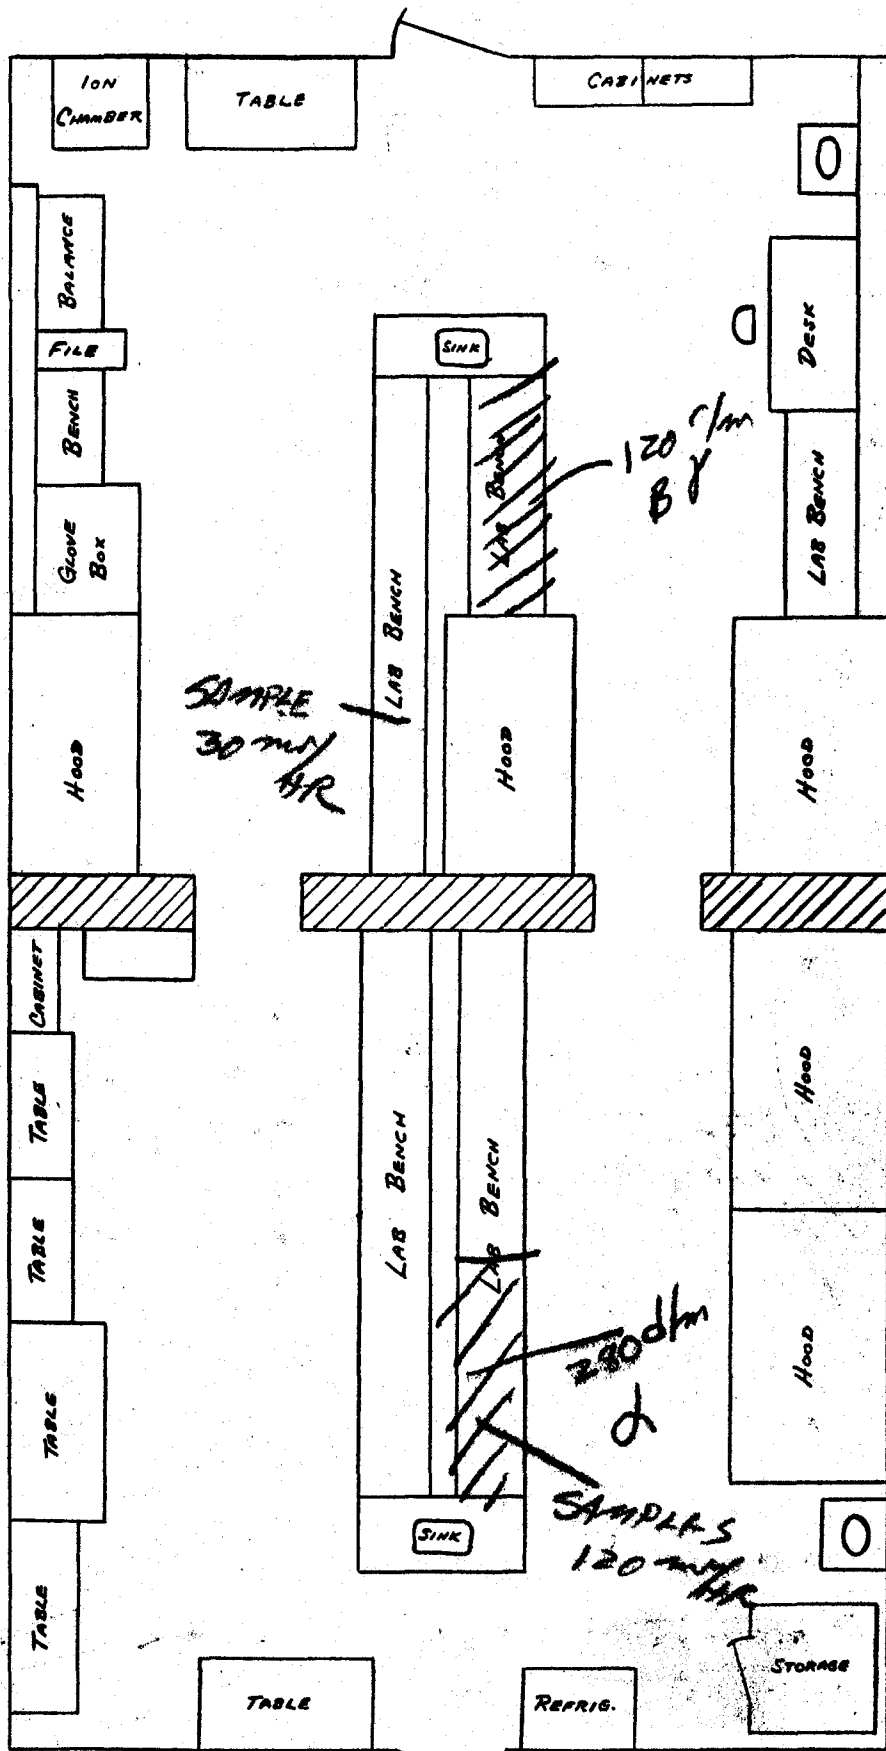 ION
CHAMBER
TABLE
CABINETS
BALANCE
FILE
BENCH
GLOVE
BOX
HOOD
SINK
LAB BENCH
LAB BENCH
120 c/m
β γ
DESK
LAB BENCH
SAMPLE
30 mr/
HR
HOOD
HOOD
CABINET
TABLE
TABLE
TABLE
TABLE
LAB BENCH
LAB BENCH
280 d/m
α
SAMPLES
120 mr/
HR
SINK
HOOD
HOOD
STORAGE
TABLE
REFRIG.